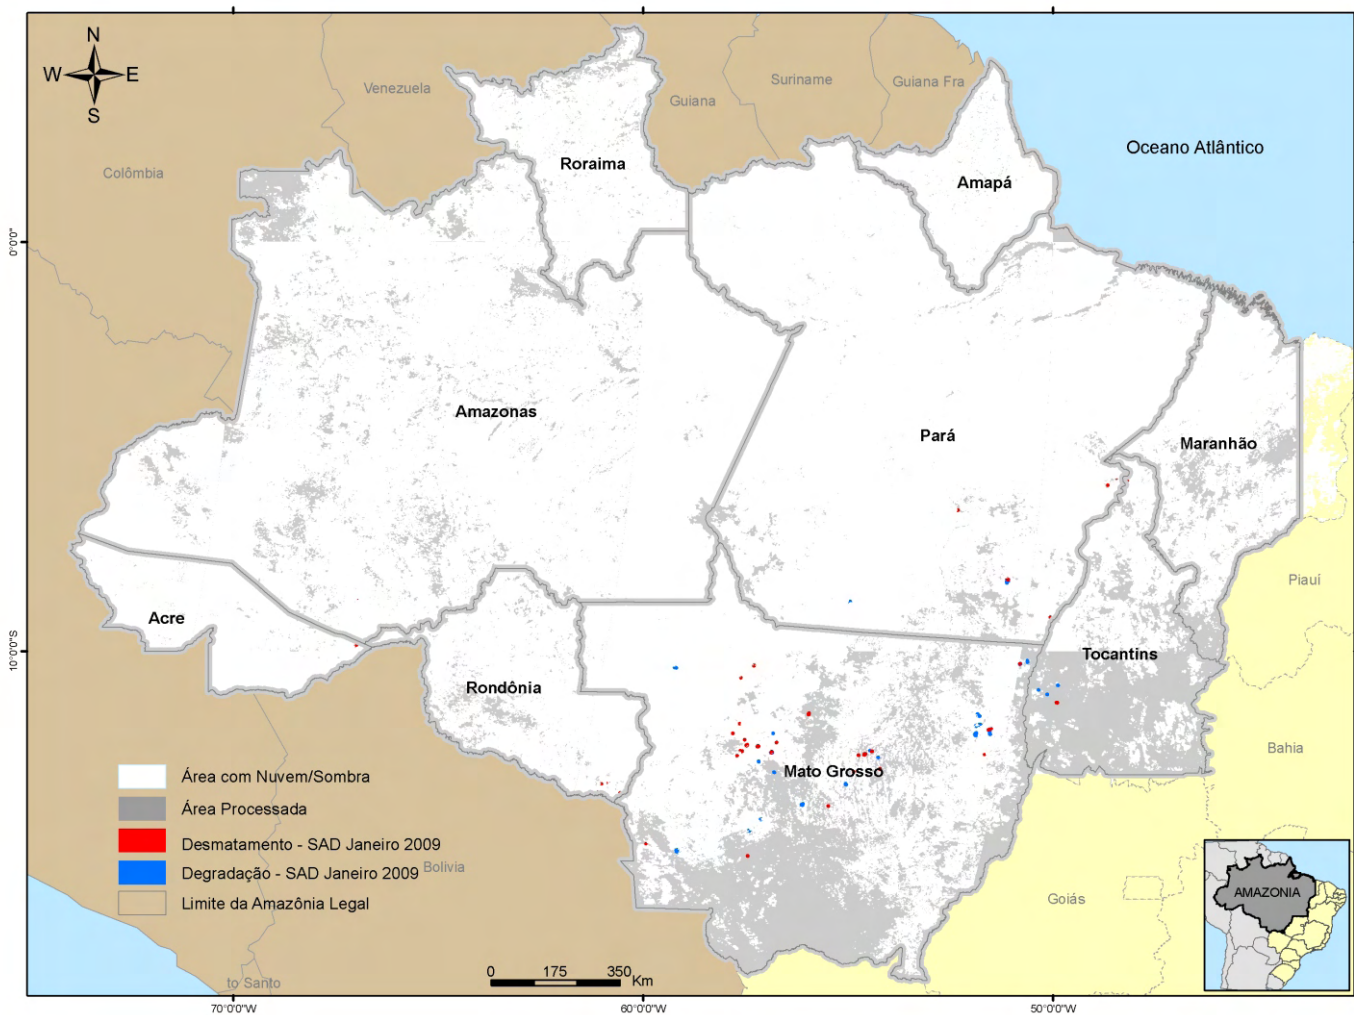 N
W E
S
Venezuela
Suriname
Guiana Fra
Guiana
Colômbia
Roraima
Amapá
Oceano Atlântico
0°0'0"
Amazonas
Pará
Maranhão
Piauí
Acre
Rondônia
Tocantins
10°0'0"S
Mato Grosso
Bahia
Área com Nuvem/Sombra
Área Processada
Desmatamento - SAD Janeiro 2009
Degradação - SAD Janeiro 2009
Bolivia
Limite da Amazônia Legal
Goiás
AMAZONIA
to Santo
0 175 350 Km
70°0'0"W 60°0'0"W 50°0'0"W